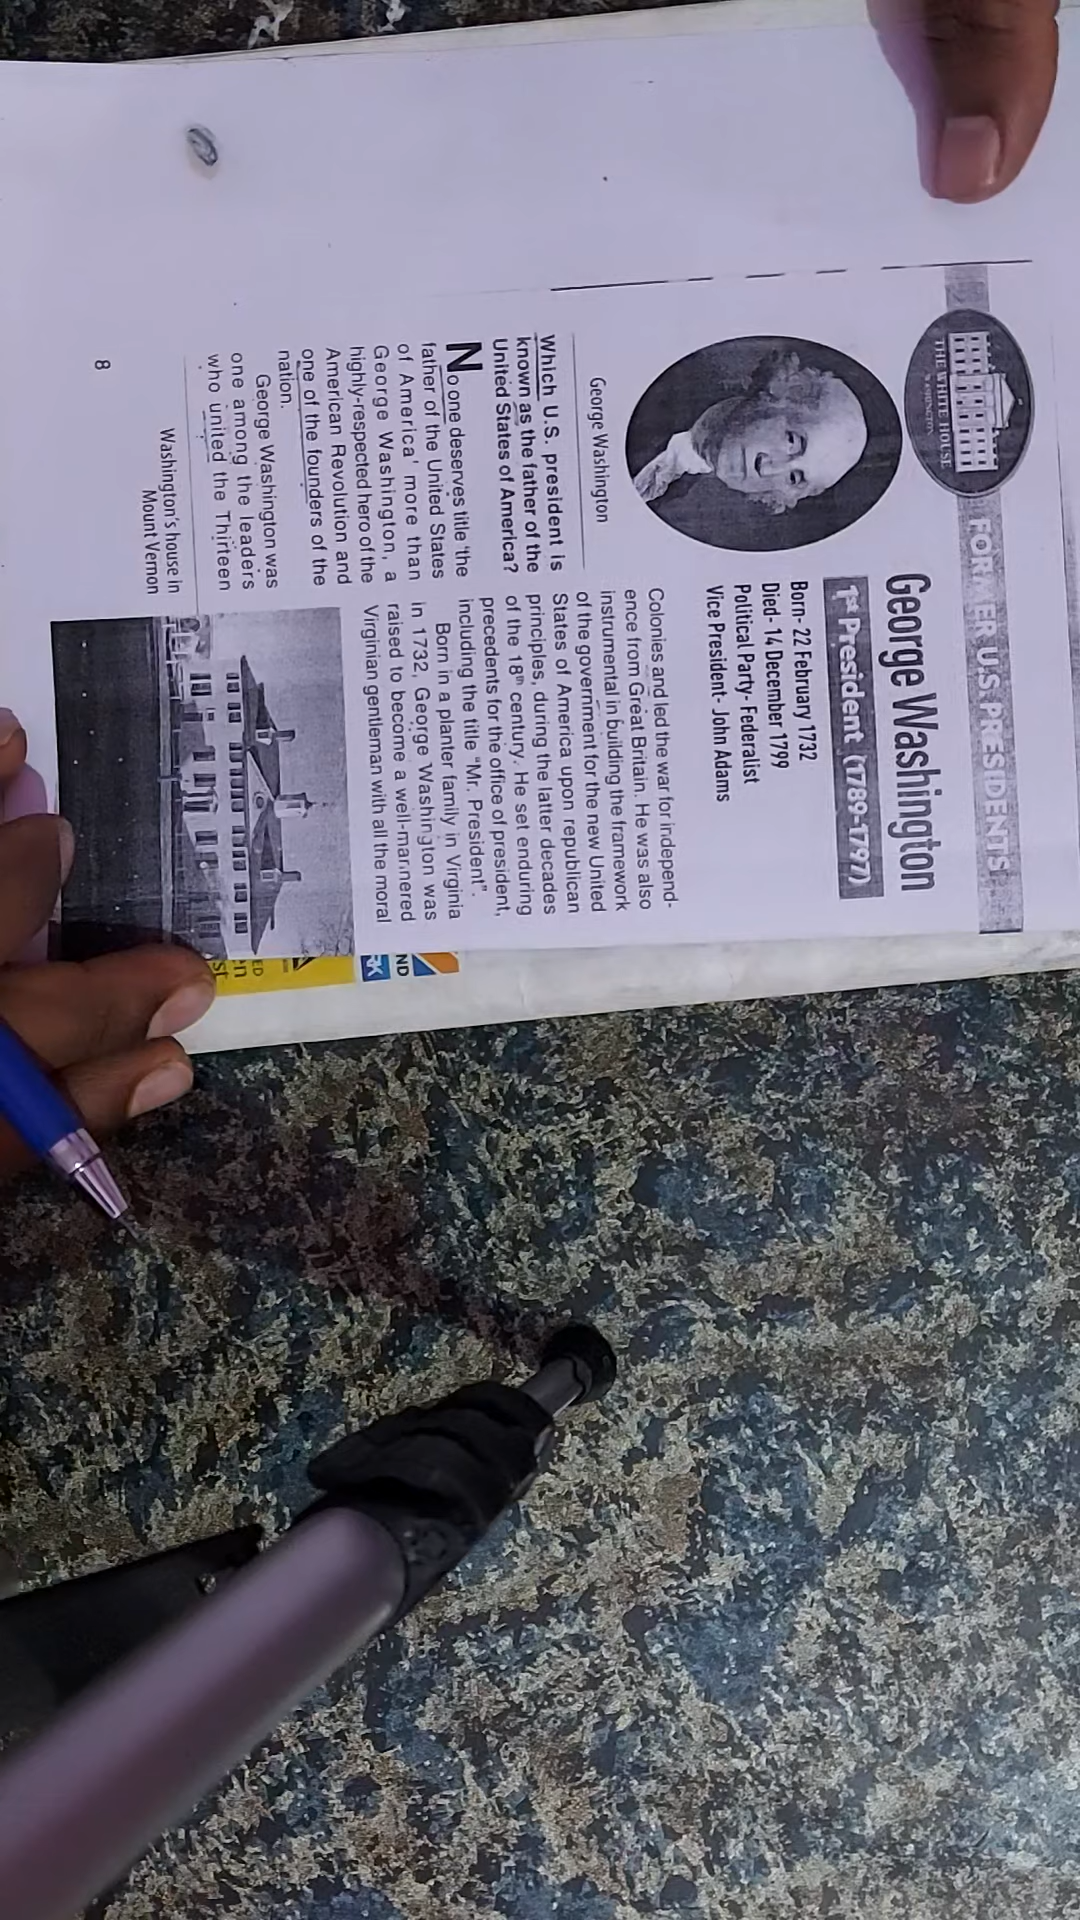 FORMER U.S. PRESIDENTS
THE WHITE HOUSE
WASHINGTON
George Washington
1st President (1789-1797)
Born- 22 February 1732
Died- 14 December 1799
Political Party- Federalist
Vice President- John Adams
George Washington
Which U.S. president is
known as the father of the
United States of America?
No one deserves title 'the
father of the United States
of America' more than
George Washington, a
highly-respected hero of the
American Revolution and
one of the founders of the
nation.
George Washington was
one among the leaders
who united the Thirteen
Colonies and led the war for independ-
ence from Great Britain. He was also
instrumental in building the framework
of the government for the new United
States of America upon republican
principles, during the latter decades
of the 18th century. He set enduring
precedents for the office of president,
including the title "Mr. President".
Born in a planter family in Virginia
in 1732, George Washington was
raised to become a well-mannered
Virginian gentleman with all the moral
Washington's house in
Mount Vernon
8
ND